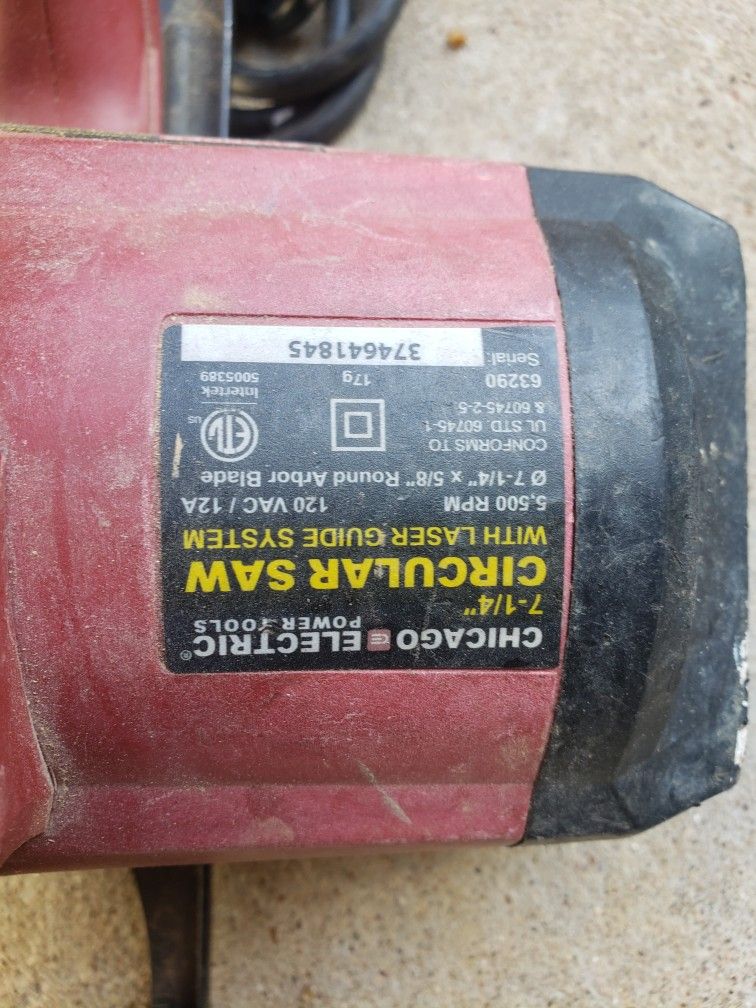 CHICAGO ELECTRIC®
POWER TOOLS
7-1/4"
CIRCULAR SAW
WITH LASER GUIDE SYSTEM
5,500 RPM 120 VAC / 12A
Ø 7-1/4" x 5/8" Round Arbor Blade
CONFORMS TO
UL STD. 60745-1
& 60745-2-5
ETL
US
Intertek
5005389
63290 17g
Serial: 374641845